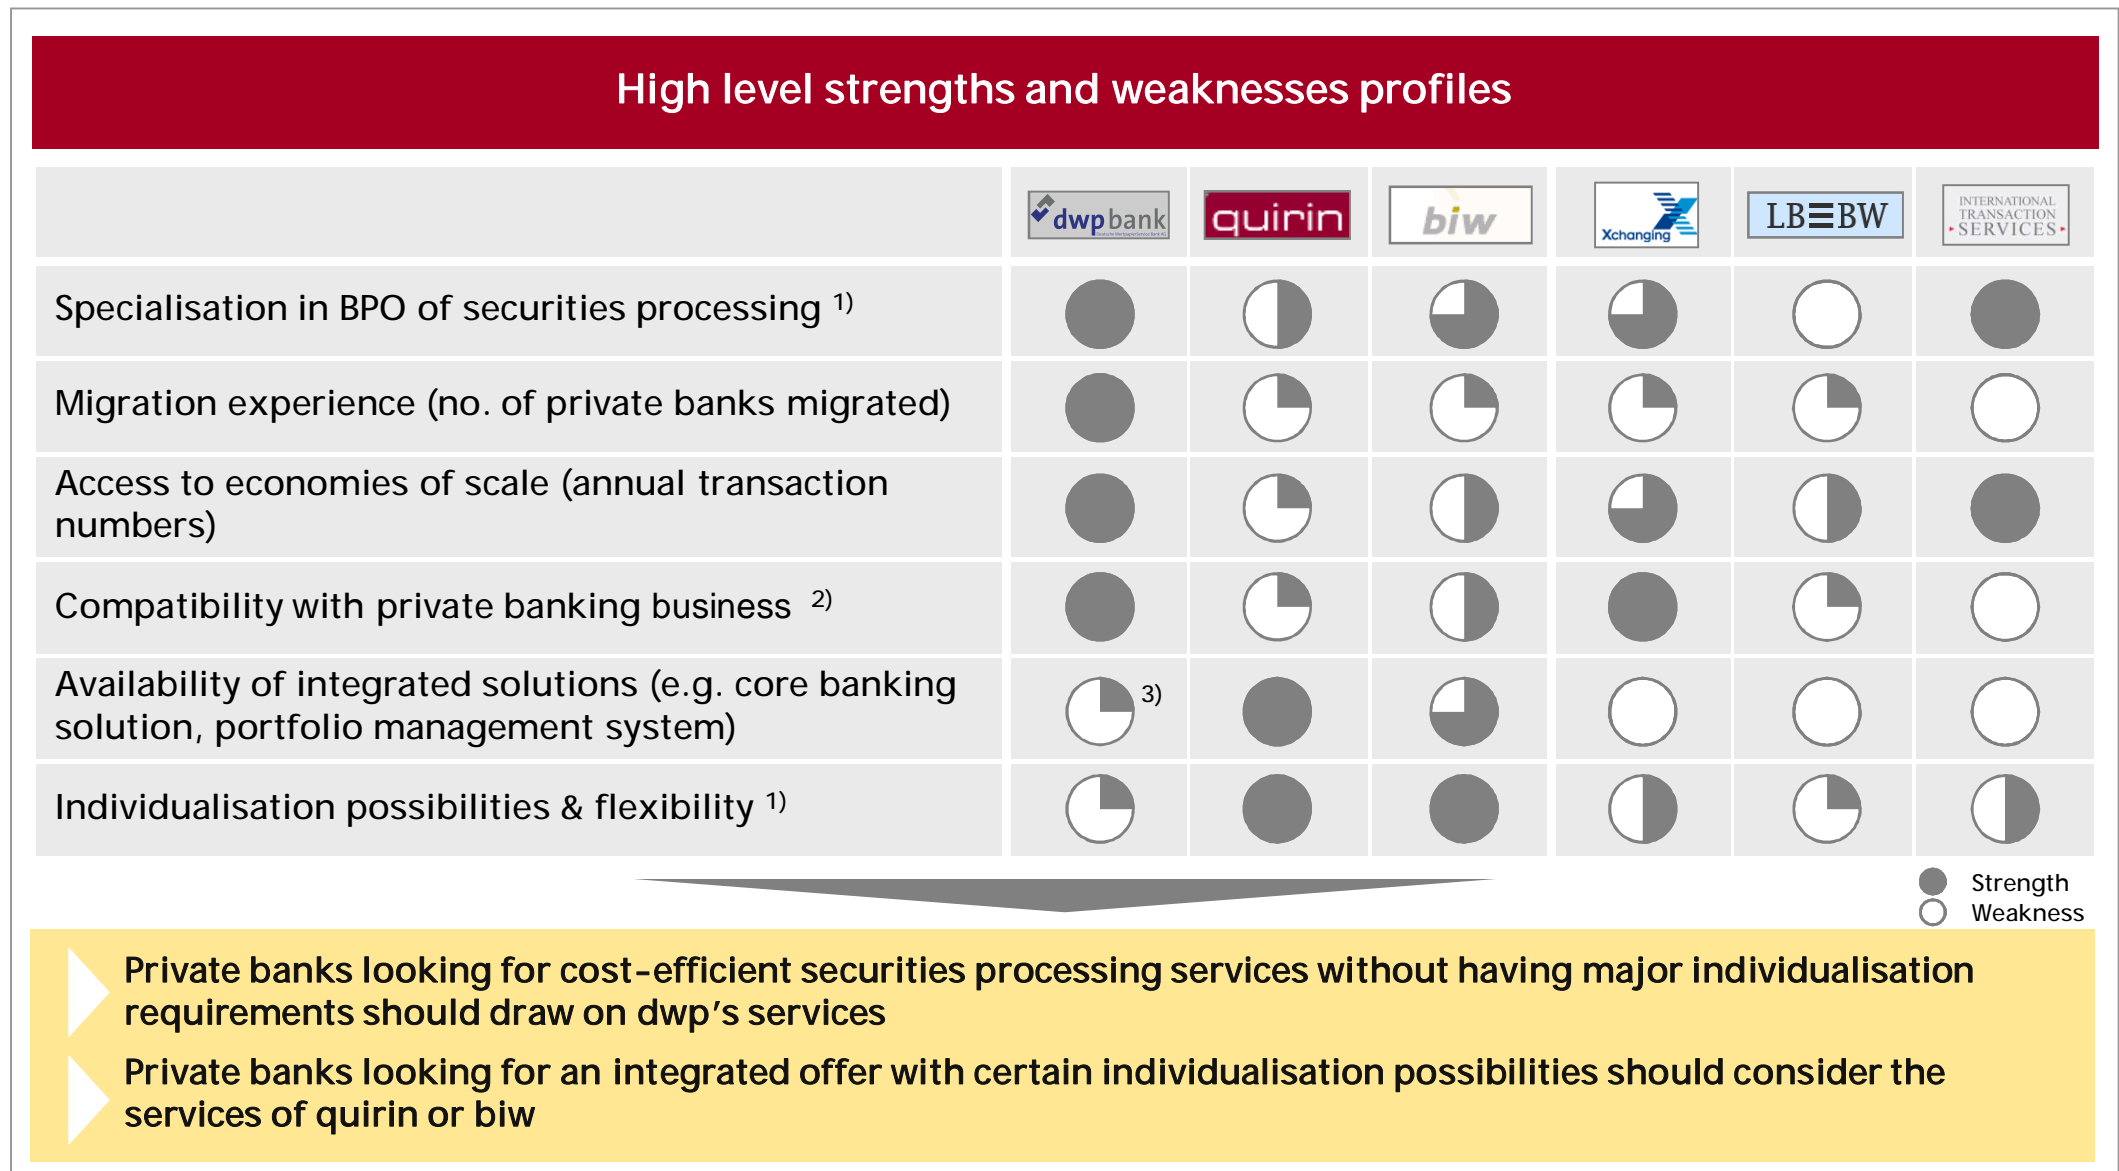 High level strengths and weaknesses profiles
dwpbank
quirin
biw
Xchanging
LB≡BW
INTERNATIONAL
TRANSACTION
SERVICES
Specialisation in BPO of securities processing 1)
Migration experience (no. of private banks migrated)
Access to economies of scale (annual transaction
numbers)
Compatibility with private banking business 2)
Availability of integrated solutions (e.g. core banking
solution, portfolio management system)
3)
Individualisation possibilities & flexibility 1)
Strength
Weakness
Private banks looking for cost-efficient securities processing services without having major individualisation
requirements should draw on dwp's services
Private banks looking for an integrated offer with certain individualisation possibilities should consider the
services of quirin or biw